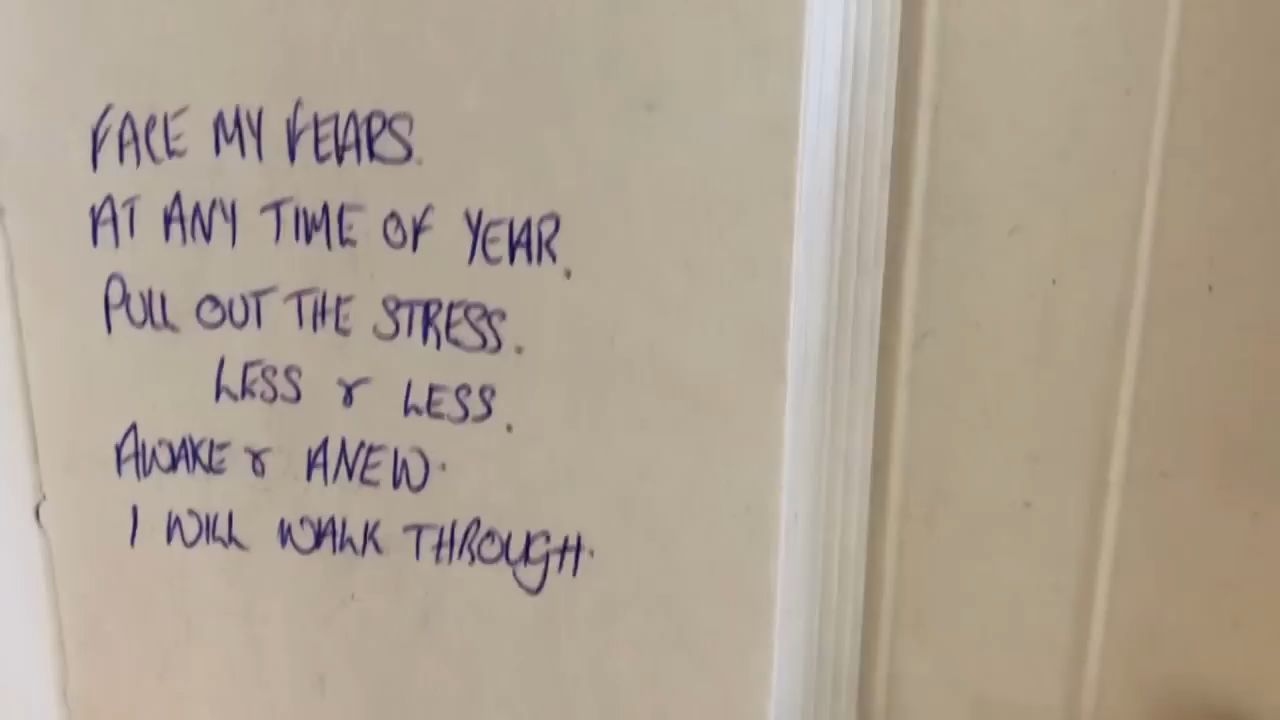 FACE MY FEARS.
AT ANY TIME OF YEAR.
PULL OUT THE STRESS.
LESS & LESS.
AWAKE & ANEW.
I WILL WALK THROUGH.